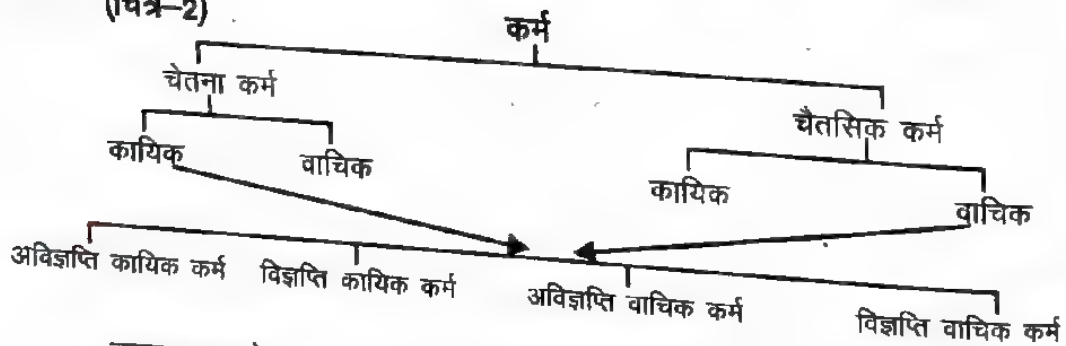 (चित्र–2)
कर्म
चेतना कर्म
चैतसिक कर्म
कायिक
वाचिक
कायिक
वाचिक
अविज्ञप्ति कायिक कर्म
विज्ञप्ति कायिक कर्म
अविज्ञप्ति वाचिक कर्म
विज्ञप्ति वाचिक कर्म